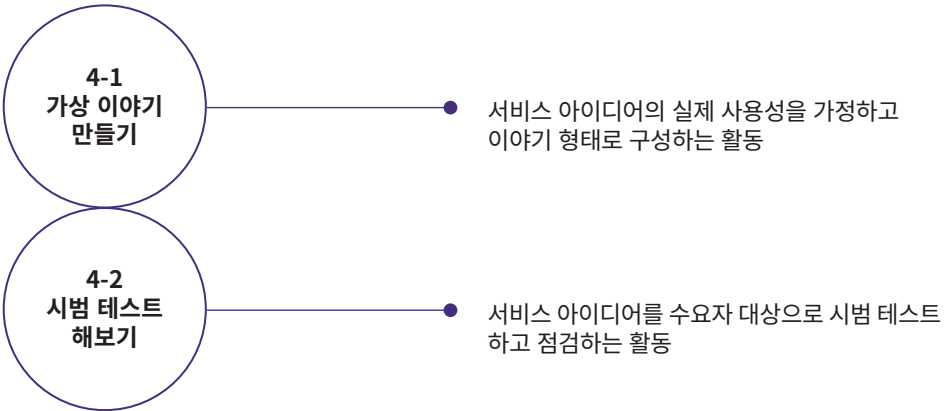 4-1
가상 이야기
만들기
서비스 아이디어의 실제 사용성을 가정하고
이야기 형태로 구성하는 활동
4-2
시범 테스트
해보기
서비스 아이디어를 수요자 대상으로 시범 테스트
하고 점검하는 활동